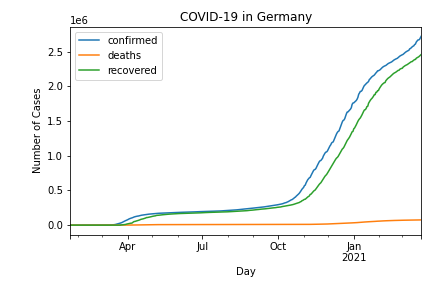 COVID-19 in Germany
1e6
confirmed
deaths
recovered
Number of Cases
2.5
2.0
1.5
1.0
0.5
0.0
Apr Jul Oct Jan
2021
Day